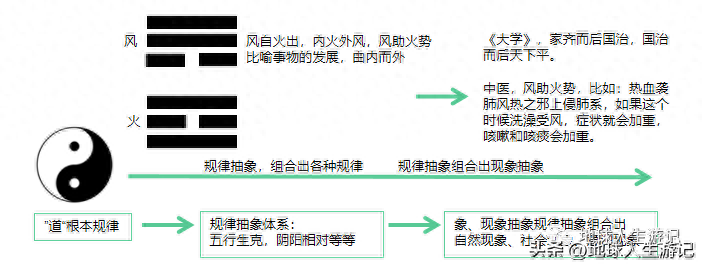 风
风自火出，内火外风，风助火势
比喻事物的发展，由内而外
《大学》，家齐而后国治，国治
而后天下平。
中医，风助火势，比如：热血袭
肺风热之邪上侵肺系，如果这个
时候洗澡受风，症状就会加重，
咳嗽和咳痰会加重。
火
规律抽象，组合出各种规律
规律抽象组合出现象抽象
”道“根本规律
规律抽象体系：
五行生克，阴阳相对等等
象、现象抽象规律抽象组合出
自然现象、社会
头条@地球人生游记